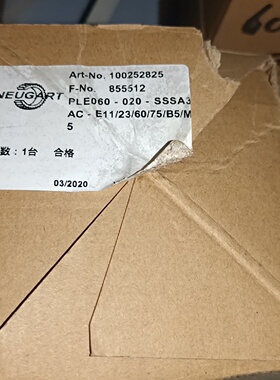 Art-No. 100252825
NEUGART
F-No. 855512
PLE060 - 020 - SSSA3
AC - E11/23/60/75/B5/M
5
数：1台 合格
03/2020